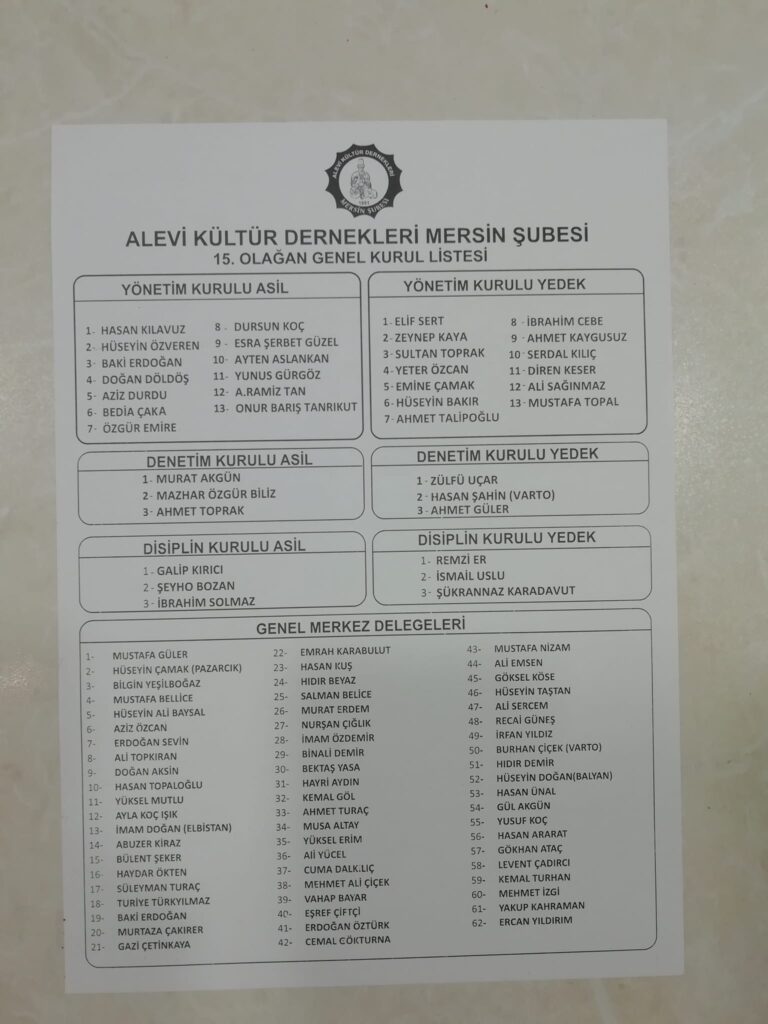 ALEVİ KÜLTÜR DERNEKLERİ
1991
MERSİN ŞUBESİ
ALEVİ KÜLTÜR DERNEKLERİ MERSİN ŞUBESİ
15. OLAĞAN GENEL KURUL LİSTESİ
YÖNETİM KURULU ASİL
1- HASAN KILAVUZ
2- HÜSEYİN ÖZVEREN
3- BAKİ ERDOĞAN
4- DOĞAN DÖLDÖŞ
5- AZİZ DURDU
6- BEDİA ÇAKA
7- ÖZGÜR EMİRE
8 - DURSUN KOÇ
9 - ESRA ŞERBET GÜZEL
10- AYTEN ASLANKAN
11- YUNUS GÜRGÖZ
12- A.RAMİZ TAN
13- ONUR BARIŞ TANRIKUT
YÖNETİM KURULU YEDEK
1- ELİF SERT
2- ZEYNEP KAYA
3- SULTAN TOPRAK
4- YETER ÖZCAN
5- EMİNE ÇAMAK
6- HÜSEYİN BAKIR
7- AHMET TALİPOĞLU
8 - İBRAHİM CEBE
9 - AHMET KAYGUSUZ
10- SERDAL KILIÇ
11- DİREN KESER
12- ALİ SAĞINMAZ
13- MUSTAFA TOPAL
DENETİM KURULU ASİL
1- MURAT AKGÜN
2- MAZHAR ÖZGÜR BİLİZ
3- AHMET TOPRAK
DENETİM KURULU YEDEK
1- ZÜLFÜ UÇAR
2- HASAN ŞAHİN (VARTO)
3- AHMET GÜLER
DİSİPLİN KURULU ASİL
1- GALİP KIRICI
2- ŞEYHO BOZAN
3- İBRAHİM SOLMAZ
DİSİPLİN KURULU YEDEK
1- REMZİ ER
2- İSMAİL USLU
3- ŞÜKRANNAZ KARADAVUT
GENEL MERKEZ DELEGELERİ
1- MUSTAFA GÜLER
2- HÜSEYİN ÇAMAK (PAZARCIK)
3- BİLGİN YEŞİLBOĞAZ
4- MUSTAFA BELLİCE
5- HÜSEYİN ALİ BAYSAL
6- AZİZ ÖZCAN
7- ERDOĞAN SEVİN
8- ALİ TOPKIRAN
9- DOĞAN AKSİN
10- HASAN TOPALOĞLU
11- YÜKSEL MUTLU
12- AYLA KOÇ IŞIK
13- İMAM DOĞAN (ELBİSTAN)
14- ABUZER KİRAZ
15- BÜLENT ŞEKER
16- HAYDAR ÖKTEN
17- SÜLEYMAN TURAÇ
18- TURİYE TÜRKYILMAZ
19- BAKİ ERDOĞAN
20- MURTAZA ÇAKIRER
21- GAZİ ÇETİNKAYA
22- EMRAH KARABULUT
23- HASAN KUŞ
24- HIDIR BEYAZ
25- SALMAN BELİCE
26- MURAT ERDEM
27- NURŞAN ÇIĞLIK
28- İMAM ÖZDEMİR
29- BİNALİ DEMİR
30- BEKTAŞ YASA
31- HAYRİ AYDIN
32- KEMAL GÖL
33- AHMET TURAÇ
34- MUSA ALTAY
35- YÜKSEL ERİM
36- Alİ YÜCEL
37- CUMA DALK.LIÇ
38- MEHMET ALİ ÇİÇEK
39- VAHAP BAYAR
40- EŞREF ÇİFTÇİ
41- ERDOĞAN ÖZTÜRK
42- CEMAL GÖKTURNA
43- MUSTAFA NİZAM
44- ALİ EMSEN
45- GÖKSEL KÖSE
46- HÜSEYİN TAŞTAN
47- ALİ SERCEM
48- RECAİ GÜNEŞ
49- İRFAN YILDIZ
50- BURHAN ÇİÇEK (VARTO)
51- HIDIR DEMİR
52- HÜSEYİN DOĞAN(BALYAN)
53- HASAN ÜNAL
54- GÜL AKGÜN
55- YUSUF KOÇ
56- HASAN ARARAT
57- GÖKHAN ATAÇ
58- LEVENT ÇADIRCI
59- KEMAL TURHAN
60- MEHMET İZGİ
61- YAKUP KAHRAMAN
62- ERCAN YILDIRIM